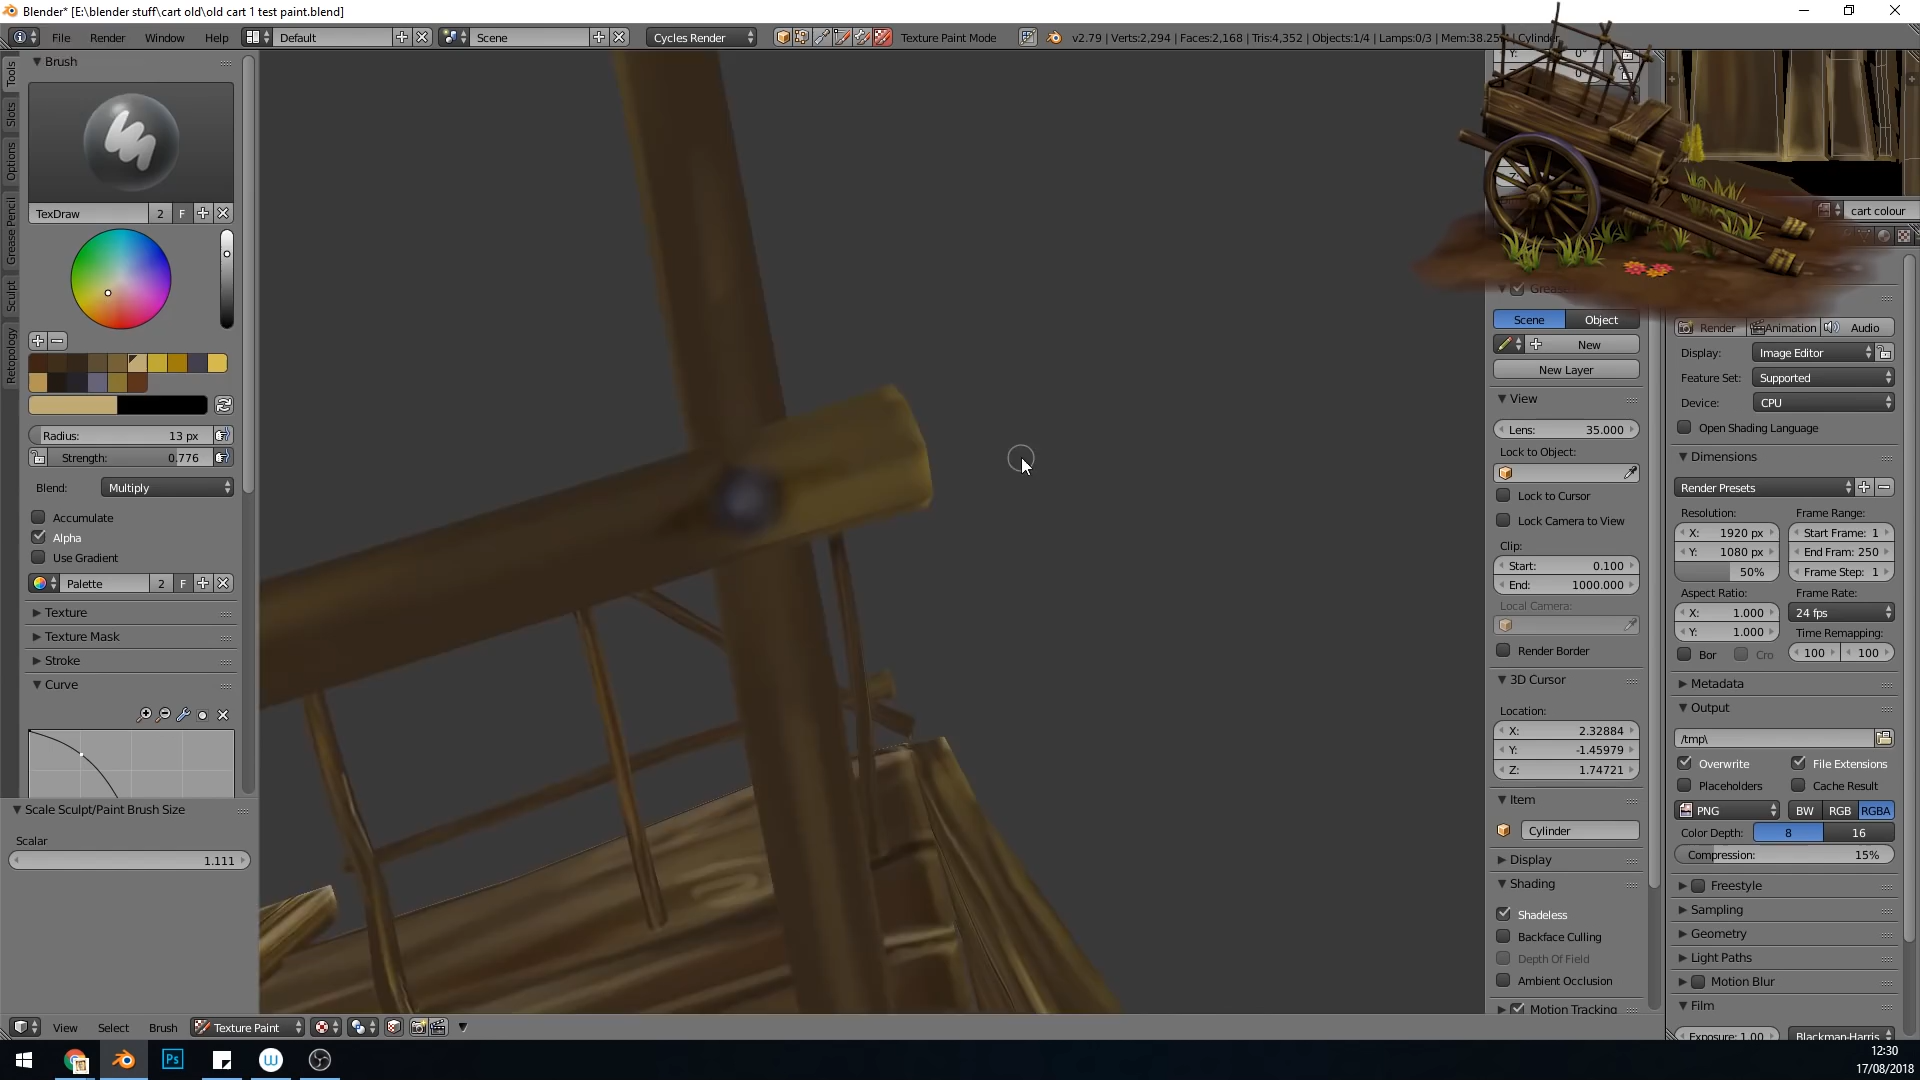 Blender* [E:\blender stuff\cart old\old cart 1 test paint.blend]
File Render Window Help Default Scene Cycles Render Texture Paint Mode v2.79 | Verts:2,294 | Faces:2,168 | Tris:4,352 | Objects:1/4 | Lamps:0/3 | Mem:38.25 Cylinder
Tools
Slots
Options
Grease Pencil
Sculpt
Retopology
Brush
TexDraw 2 F
Radius: 13 px
Strength: 0.776
Blend: Multiply
Accumulate
Alpha
Use Gradient
Palette 2 F
Texture
Texture Mask
Stroke
Curve
Scale Sculpt/Paint Brush Size
Scalar
1.111
View Select Brush Texture Paint
Y: 0°
Scene Object
New
New Layer
View
Lens: 35.000
Lock to Object:
Lock to Cursor
Lock Camera to View
Clip:
Start: 0.100
End: 1000.000
Local Camera:
Render Border
3D Cursor
Location:
X: 2.32884
Y: -1.45979
Z: 1.74721
Item
Cylinder
Display
Shading
Shadeless
Backface Culling
Depth Of Field
Ambient Occlusion
Motion Tracking
cart colour
Render Animation Audio
Display: Image Editor
Feature Set: Supported
Device: CPU
Open Shading Language
Dimensions
Render Presets
Resolution: Frame Range:
X: 1920 px Start Frame: 1
Y: 1080 px End Fram: 250
50% Frame Step: 1
Aspect Ratio: Frame Rate:
X: 1.000 24 fps
Y: 1.000 Time Remapping:
Bor Cro 100 100
Metadata
Output
/tmp\
Overwrite File Extensions
Placeholders Cache Result
PNG BW RGB RGBA
Color Depth: 8 16
Compression: 15%
Freestyle
Sampling
Geometry
Light Paths
Motion Blur
Film
Exposure: 1.00 Blackman-Harris
Ps
12:30
17/08/2018